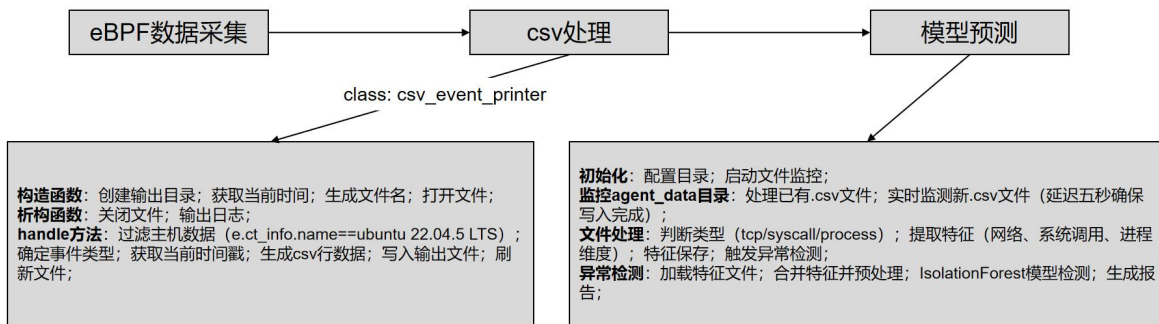 eBPF数据采集
csv处理
模型预测
class: csv_event_printer
构造函数：创建输出目录；获取当前时间；生成文件名；打开文件；
析构函数：关闭文件；输出日志；
handle方法：过滤主机数据（e.ct_info.name==ubuntu 22.04.5 LTS）；
确定事件类型；获取当前时间戳；生成csv行数据；写入输出文件；刷
新文件；
初始化：配置目录；启动文件监控；
监控agent_data目录：处理已有.csv文件；实时监测新.csv文件（延迟五秒确保
写入完成）；
文件处理：判断类型（tcp/syscall/process）；提取特征（网络、系统调用、进程
维度）；特征保存；触发异常检测；
异常检测：加载特征文件；合并特征并预处理；IsolationForest模型检测；生成报
告；